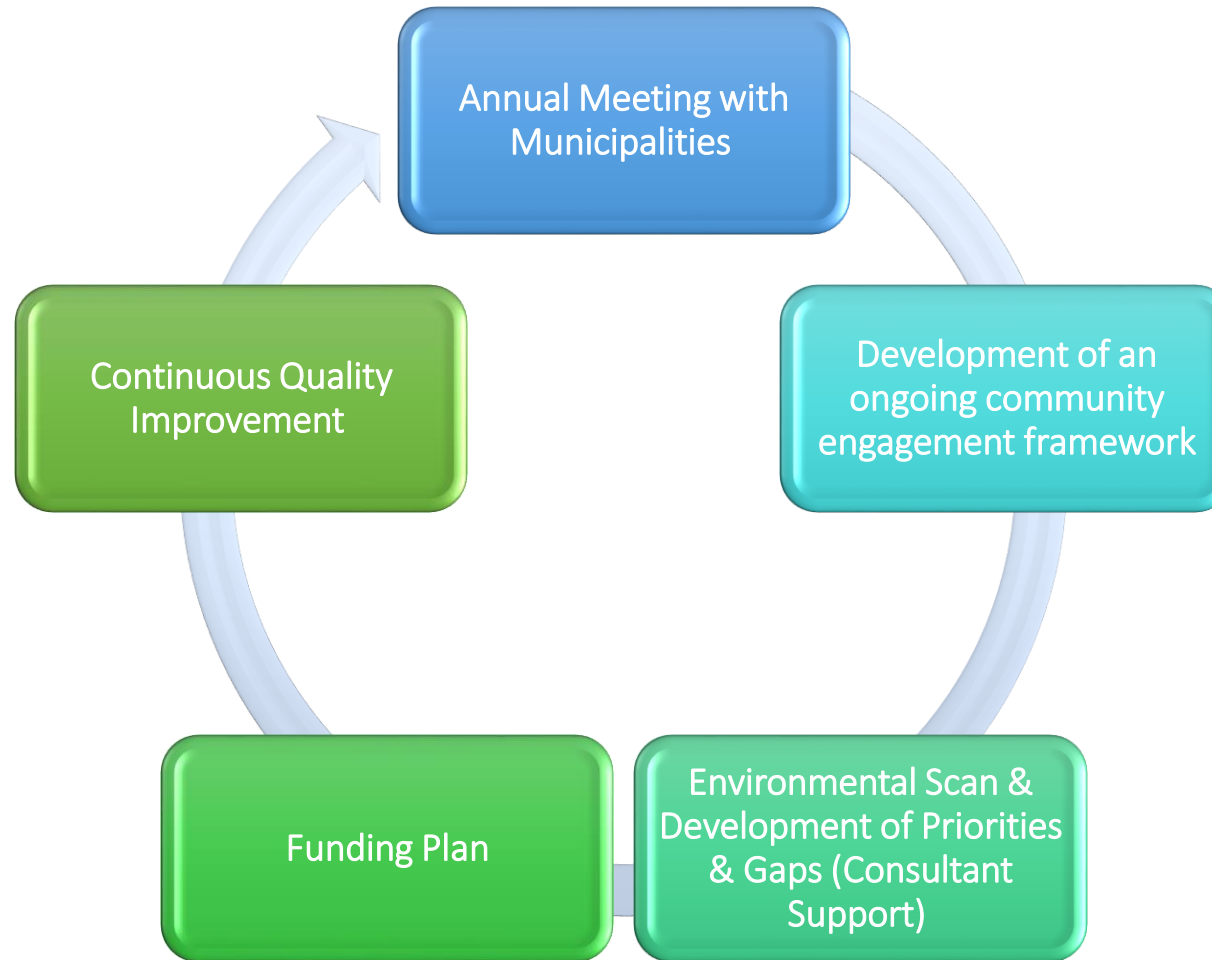 Annual Meeting with
Municipalities
Development of an
ongoing community
engagement framework
Environmental Scan &
Development of Priorities
& Gaps (Consultant
Support)
Funding Plan
Continuous Quality
Improvement